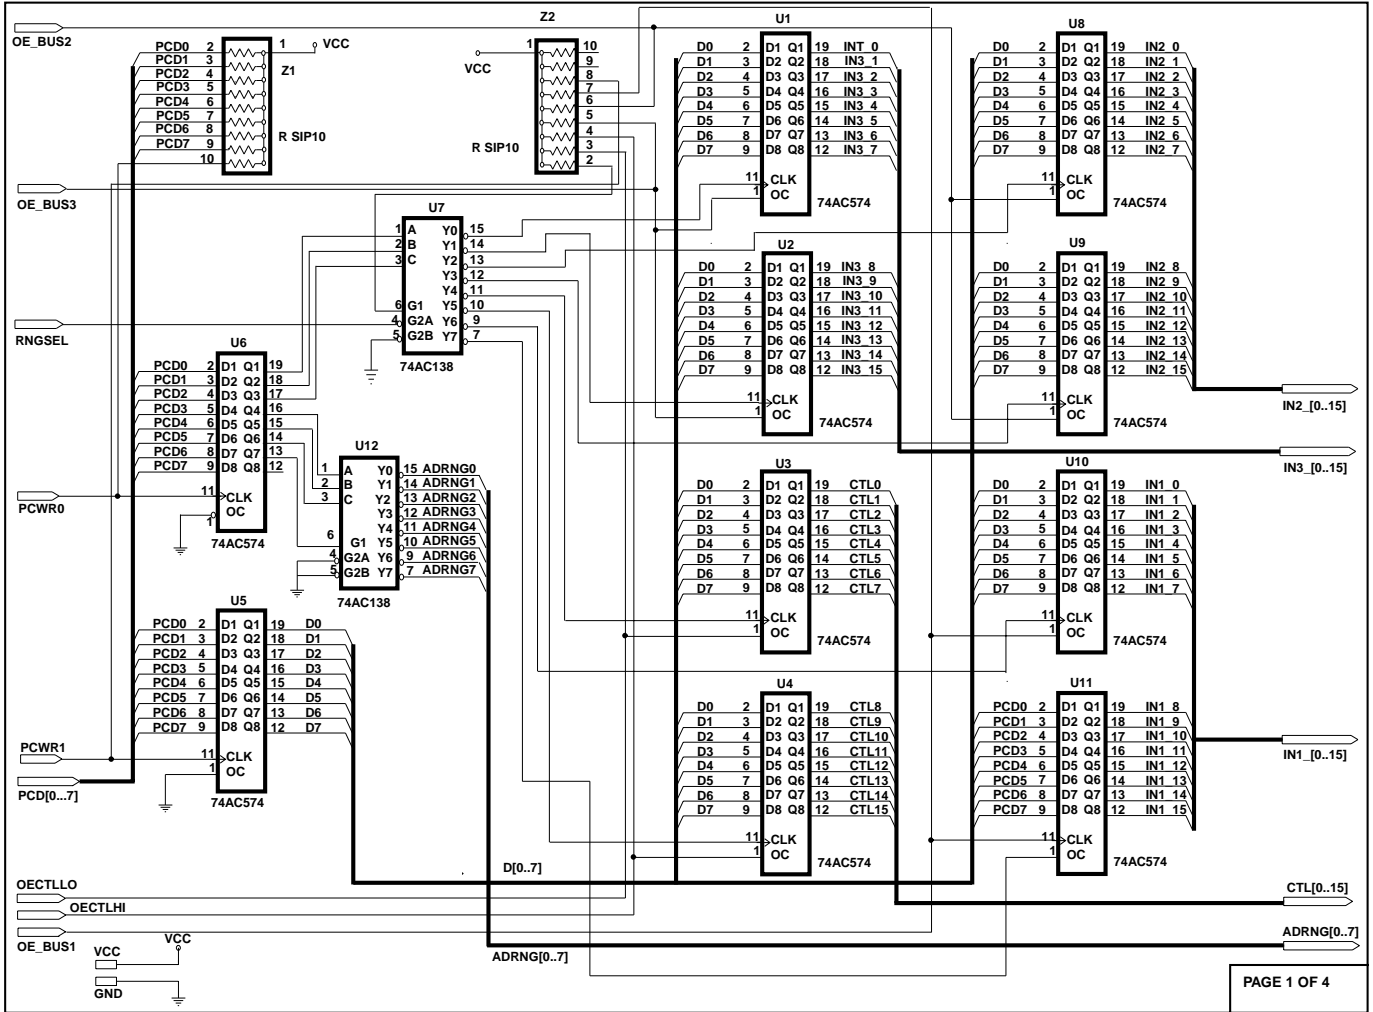 OE_BUS2
PCD0 2
PCD1 3
PCD2 4
PCD3 5
PCD4 6
PCD5 7
PCD6 8
PCD7 9
10
1
VCC
Z1
R SIP10
Z2
1
VCC
R SIP10
10
9
8
7
6
5
4
3
2
OE_BUS3
RNGSEL
PCWR0
PCWR1
PCD[0...7]
OECTLLO
OECTLHI
OE_BUS1
VCC
VCC
GND
U7
1 A Y0 15
2 B Y1 14
3 C Y2 13
Y3 12
Y4 11
6 G1 Y5 10
4 G2A Y6 9
5 G2B Y7 7
74AC138
U6
PCD0 2 D1 Q1 19
PCD1 3 D2 Q2 18
PCD2 4 D3 Q3 17
PCD3 5 D4 Q4 16
PCD4 6 D5 Q5 15
PCD5 7 D6 Q6 14
PCD6 8 D7 Q7 13
PCD7 9 D8 Q8 12
11 CLK
1 OC
74AC574
U12
1 A Y0 15 ADRNG0
2 B Y1 14 ADRNG1
3 C Y2 13 ADRNG2
Y3 12 ADRNG3
Y4 11 ADRNG4
6 G1 Y5 10 ADRNG5
4 G2A Y6 9 ADRNG6
5 G2B Y7 7 ADRNG7
74AC138
U5
PCD0 2 D1 Q1 19 D0
PCD1 3 D2 Q2 18 D1
PCD2 4 D3 Q3 17 D2
PCD3 5 D4 Q4 16 D3
PCD4 6 D5 Q5 15 D4
PCD5 7 D6 Q6 14 D5
PCD6 8 D7 Q7 13 D6
PCD7 9 D8 Q8 12 D7
11 CLK
1 OC
74AC574
D[0..7]
ADRNG[0..7]
U1
D0 2 D1 Q1 19 INT_0
D1 3 D2 Q2 18 IN3_1
D2 4 D3 Q3 17 IN3_2
D3 5 D4 Q4 16 IN3_3
D4 6 D5 Q5 15 IN3_4
D5 7 D6 Q6 14 IN3_5
D6 8 D7 Q7 13 IN3_6
D7 9 D8 Q8 12 IN3_7
11 CLK
1 OC
74AC574
U2
D0 2 D1 Q1 19 IN3_8
D1 3 D2 Q2 18 IN3_9
D2 4 D3 Q3 17 IN3_10
D3 5 D4 Q4 16 IN3_11
D4 6 D5 Q5 15 IN3_12
D5 7 D6 Q6 14 IN3_13
D6 8 D7 Q7 13 IN3_14
D7 9 D8 Q8 12 IN3_15
11 CLK
1 OC
74AC574
U3
D0 2 D1 Q1 19 CTL0
D1 3 D2 Q2 18 CTL1
D2 4 D3 Q3 17 CTL2
D3 5 D4 Q4 16 CTL3
D4 6 D5 Q5 15 CTL4
D5 7 D6 Q6 14 CTL5
D6 8 D7 Q7 13 CTL6
D7 9 D8 Q8 12 CTL7
11 CLK
1 OC
74AC574
U4
D0 2 D1 Q1 19 CTL8
D1 3 D2 Q2 18 CTL9
D2 4 D3 Q3 17 CTL10
D3 5 D4 Q4 16 CTL11
D4 6 D5 Q5 15 CTL12
D5 7 D6 Q6 14 CTL13
D6 8 D7 Q7 13 CTL14
D7 9 D8 Q8 12 CTL15
11 CLK
1 OC
74AC574
U8
D0 2 D1 Q1 19 IN2_0
D1 3 D2 Q2 18 IN2_1
D2 4 D3 Q3 17 IN2_2
D3 5 D4 Q4 16 IN2_3
D4 6 D5 Q5 15 IN2_4
D5 7 D6 Q6 14 IN2_5
D6 8 D7 Q7 13 IN2_6
D7 9 D8 Q8 12 IN2_7
11 CLK
1 OC
74AC574
U9
D0 2 D1 Q1 19 IN2_8
D1 3 D2 Q2 18 IN2_9
D2 4 D3 Q3 17 IN2_10
D3 5 D4 Q4 16 IN2_11
D4 6 D5 Q5 15 IN2_12
D5 7 D6 Q6 14 IN2_13
D6 8 D7 Q7 13 IN2_14
D7 9 D8 Q8 12 IN2_15
11 CLK
1 OC
74AC574
U10
D0 2 D1 Q1 19 IN1_0
D1 3 D2 Q2 18 IN1_1
D2 4 D3 Q3 17 IN1_2
D3 5 D4 Q4 16 IN1_3
D4 6 D5 Q5 15 IN1_4
D5 7 D6 Q6 14 IN1_5
D6 8 D7 Q7 13 IN1_6
D7 9 D8 Q8 12 IN1_7
11 CLK
1 OC
74AC574
U11
PCD0 2 D1 Q1 19 IN1_8
PCD1 3 D2 Q2 18 IN1_9
PCD2 4 D3 Q3 17 IN1_10
PCD3 5 D4 Q4 16 IN1_11
PCD4 6 D5 Q5 15 IN1_12
PCD5 7 D6 Q6 14 IN1_13
PCD6 8 D7 Q7 13 IN1_14
PCD7 9 D8 Q8 12 IN1_15
11 CLK
1 OC
74AC574
IN2_[0..15]
IN3_[0..15]
IN1_[0..15]
CTL[0..15]
ADRNG[0..7]
PAGE 1 OF 4